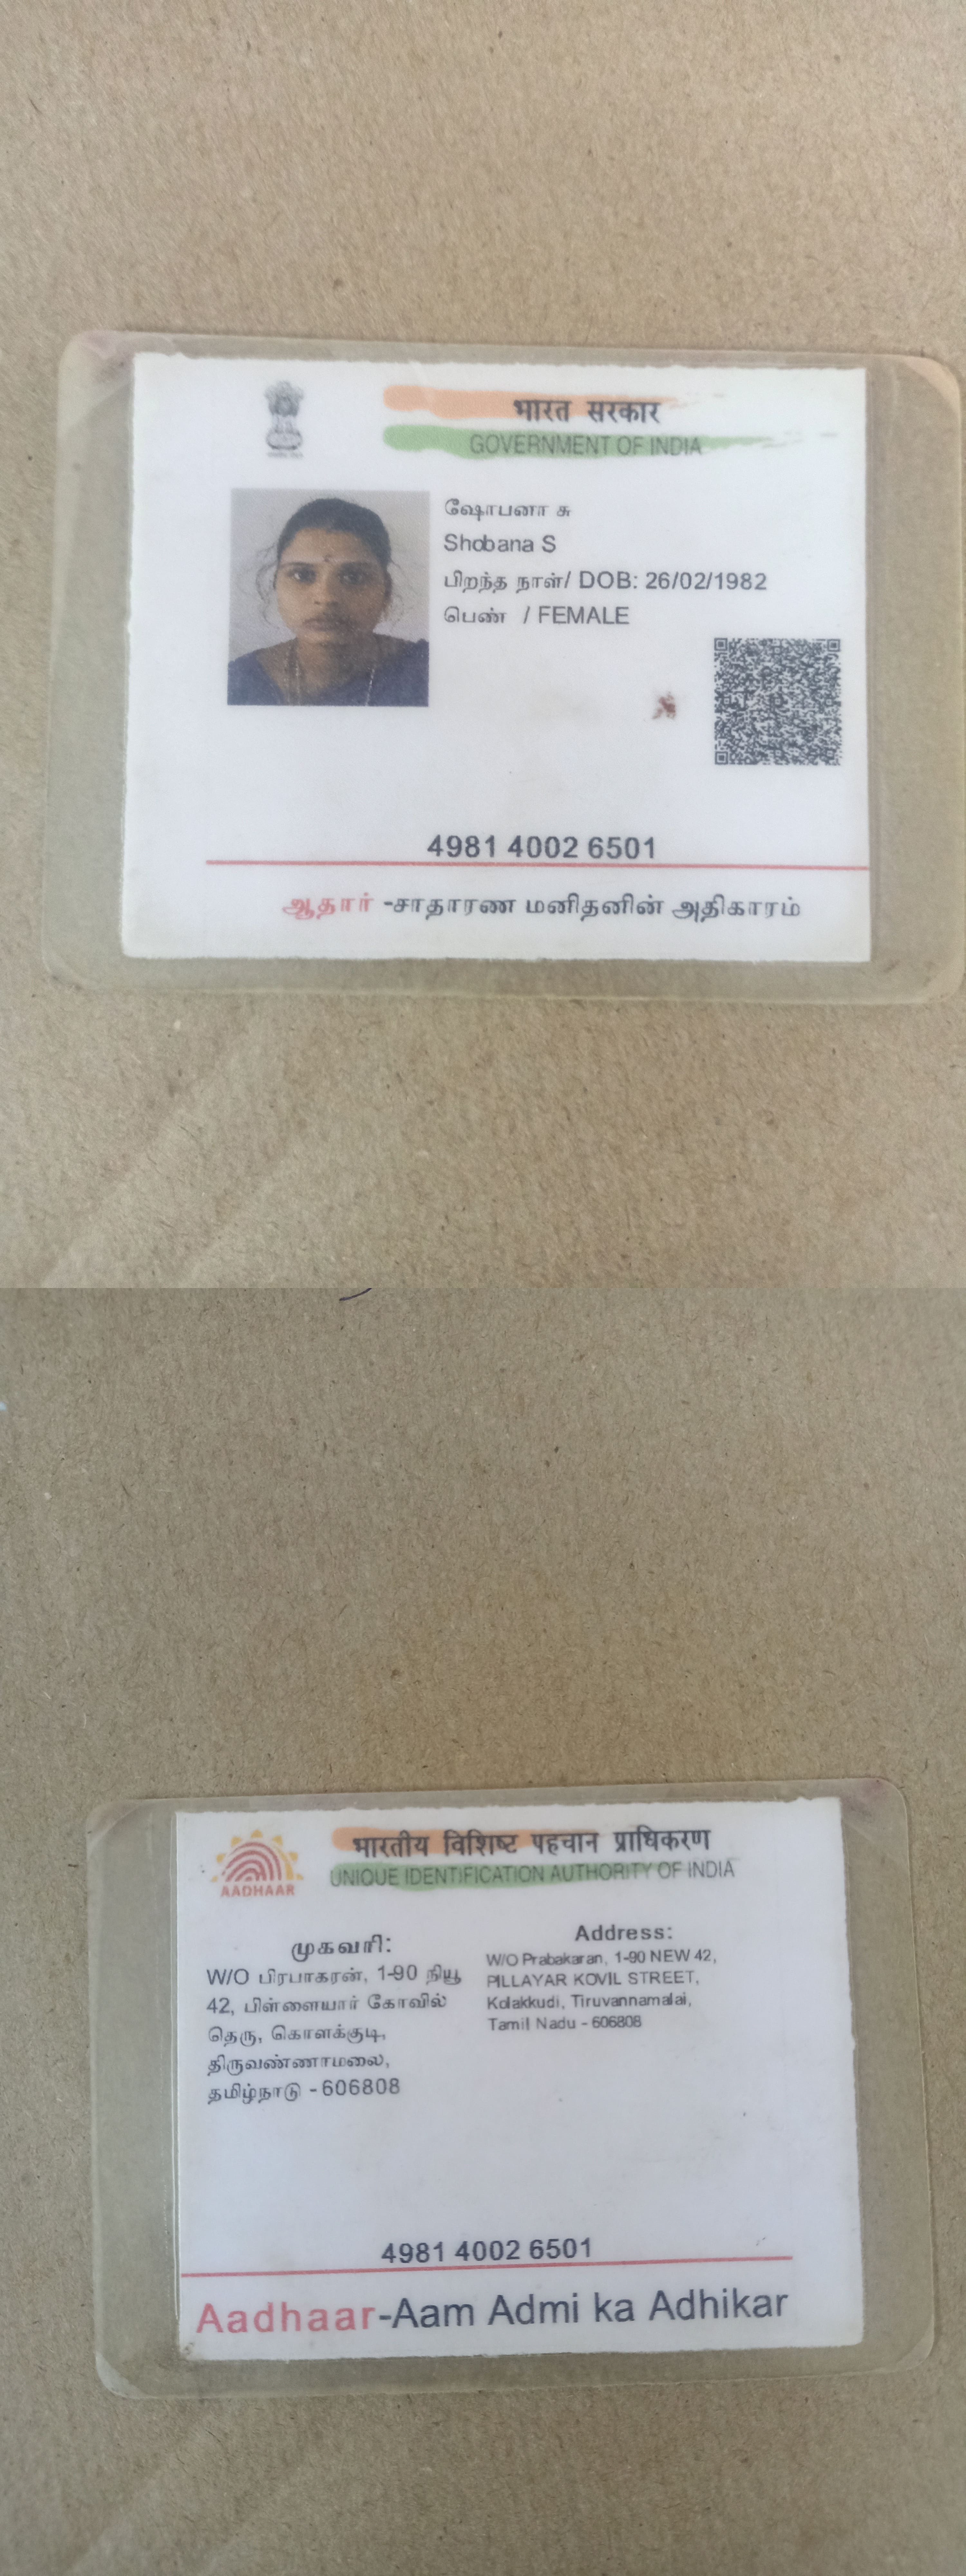 भारत सरकार
GOVERNMENT OF INDIA
ஷோபனா சு
Shobana S
பிறந்த நாள்/ DOB: 26/02/1982
பெண் / FEMALE
4981 4002 6501
ஆதார் -சாதாரண மனிதனின் அதிகாரம்
भारतीय विशिष्ट पहचान प्राधिकरण
UNIQUE IDENTIFICATION AUTHORITY OF INDIA
AADHAAR
முகவரி:
W/O பிரபாகரன், 1-90 நியூ
42, பிள்ளையார் கோவில்
தெரு, கொளக்குடி,
திருவண்ணாமலை,
தமிழ்நாடு - 606808
Address:
W/O Prabakaran, 1-90 NEW 42,
PILLAYAR KOVIL STREET,
Kolakkudi, Tiruvannamalai,
Tamil Nadu - 606808
4981 4002 6501
Aadhaar-Aam Admi ka Adhikar